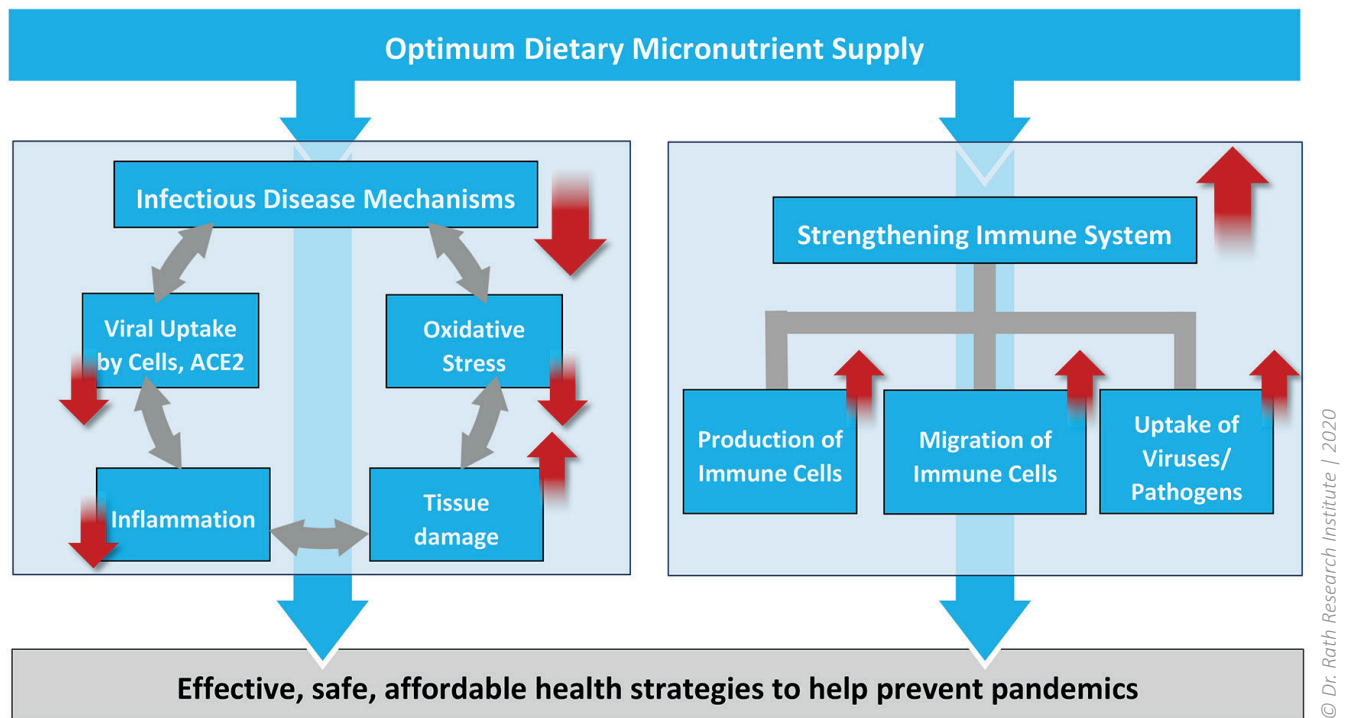 Optimum Dietary Micronutrient Supply
Infectious Disease Mechanisms
Viral Uptake
by Cells, ACE2
Oxidative
Stress
Inflammation
Tissue
damage
Strengthening Immune System
Production of
Immune Cells
Migration of
Immune Cells
Uptake of
Viruses/
Pathogens
Effective, safe, affordable health strategies to help prevent pandemics
© Dr. Rath Research Institute | 2020